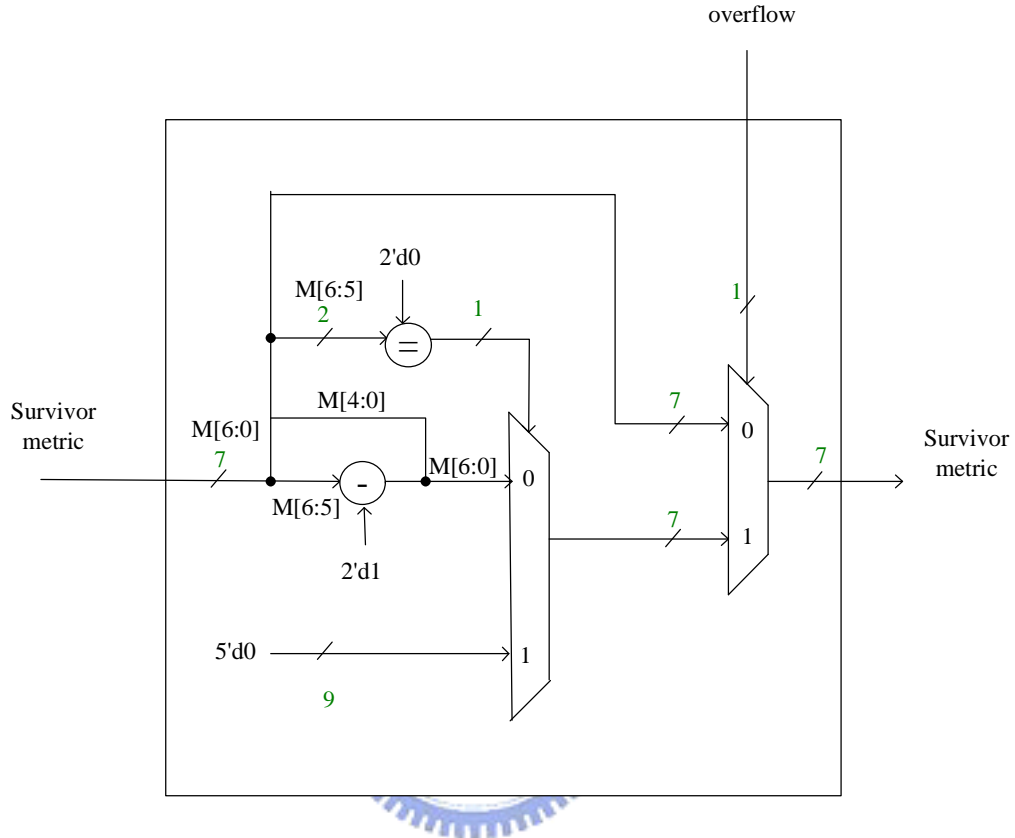 overflow
2'd0
M[6:5]
2
1
1
=
M[4:0]
Survivor
metric
M[6:0]
7
7
0
M[6:0]
0
-
M[6:5]
Survivor
metric
7
7
1
2'd1
5'd0
1
9